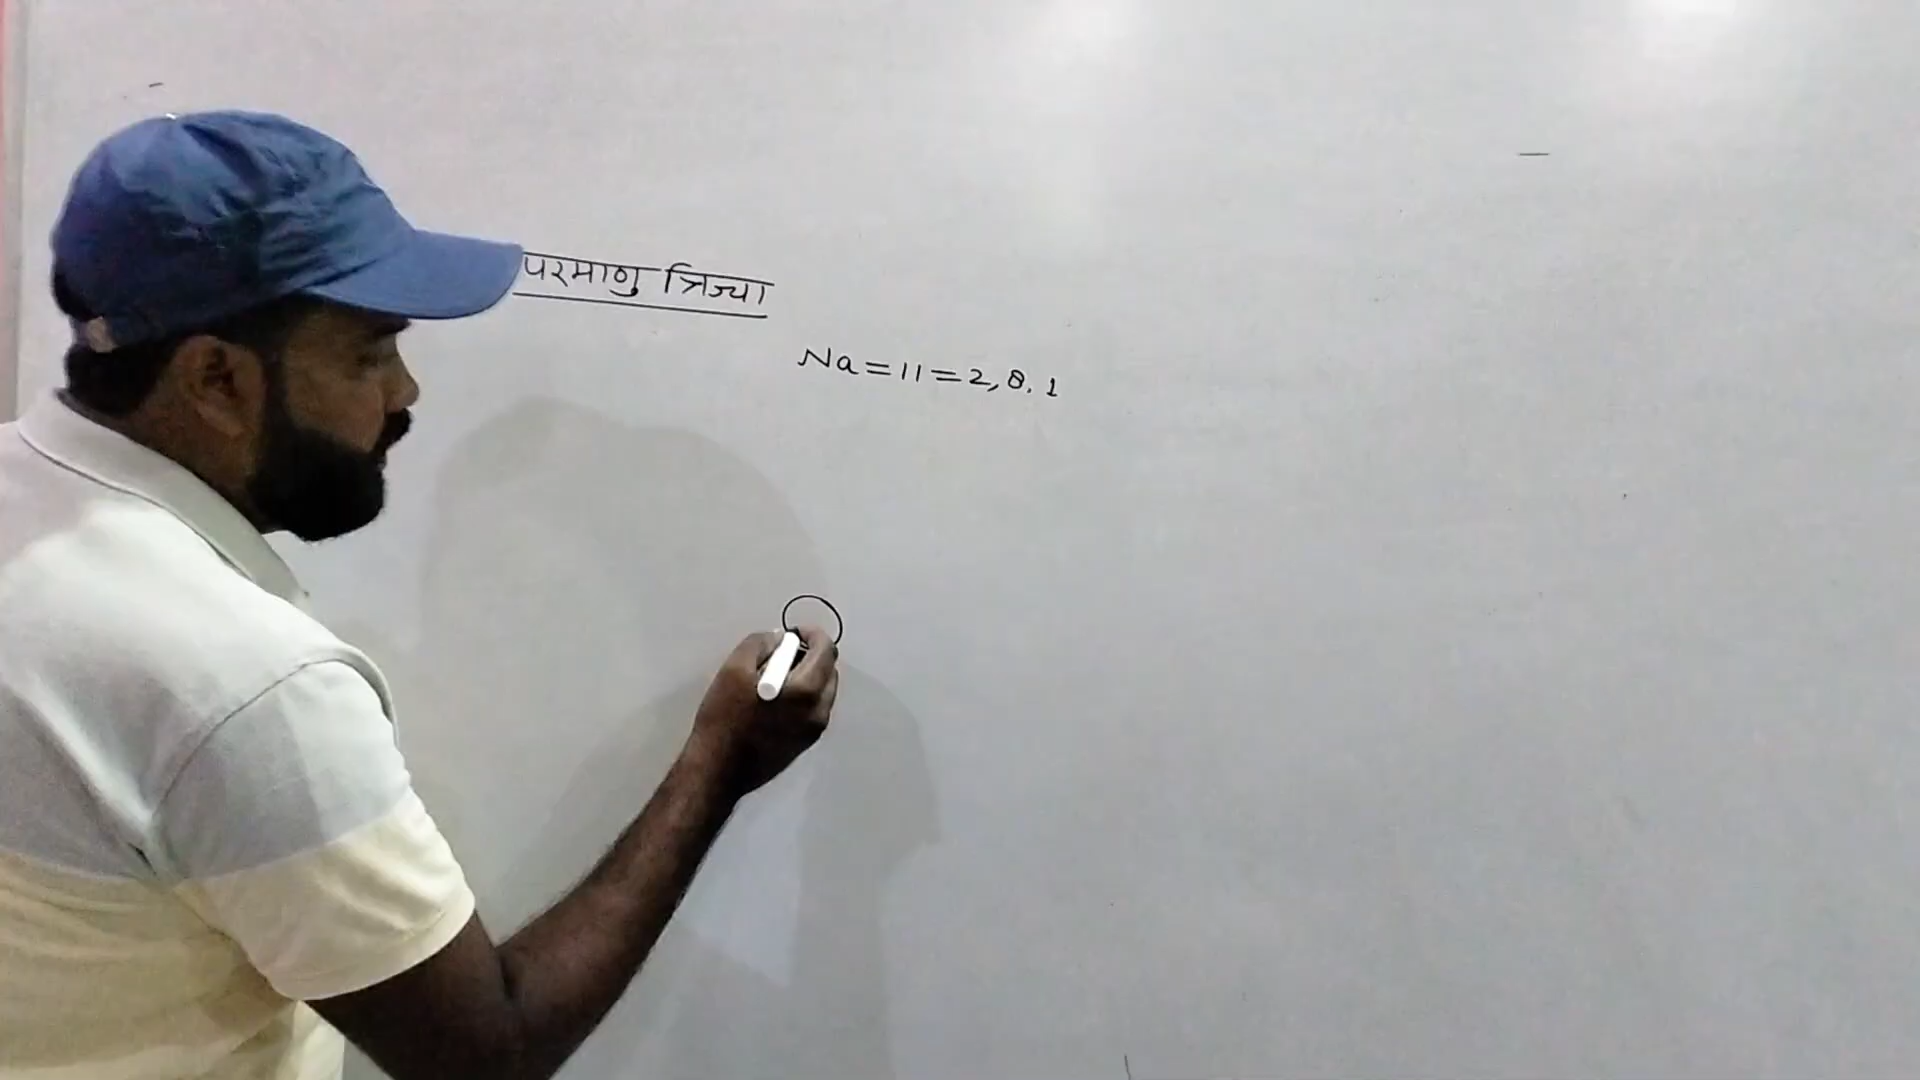 परमाणु त्रिज्या
Na = 11 = 2, 8, 1